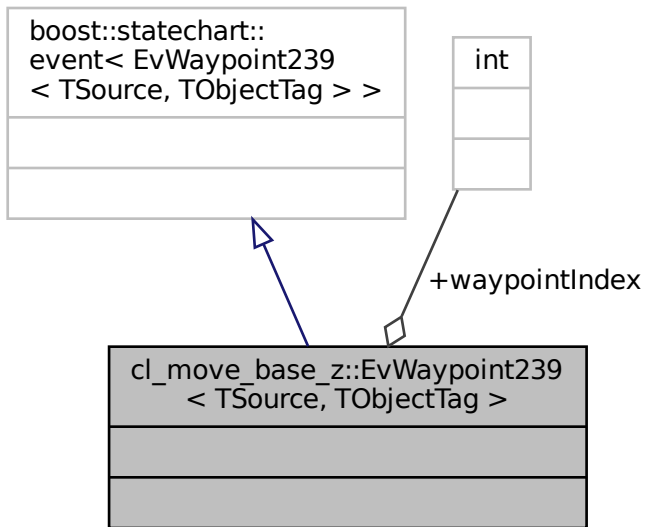 boost::statechart::
event< EvWaypoint239
< TSource, TObjectTag > >
int
+waypointIndex
cl_move_base_z::EvWaypoint239
< TSource, TObjectTag >